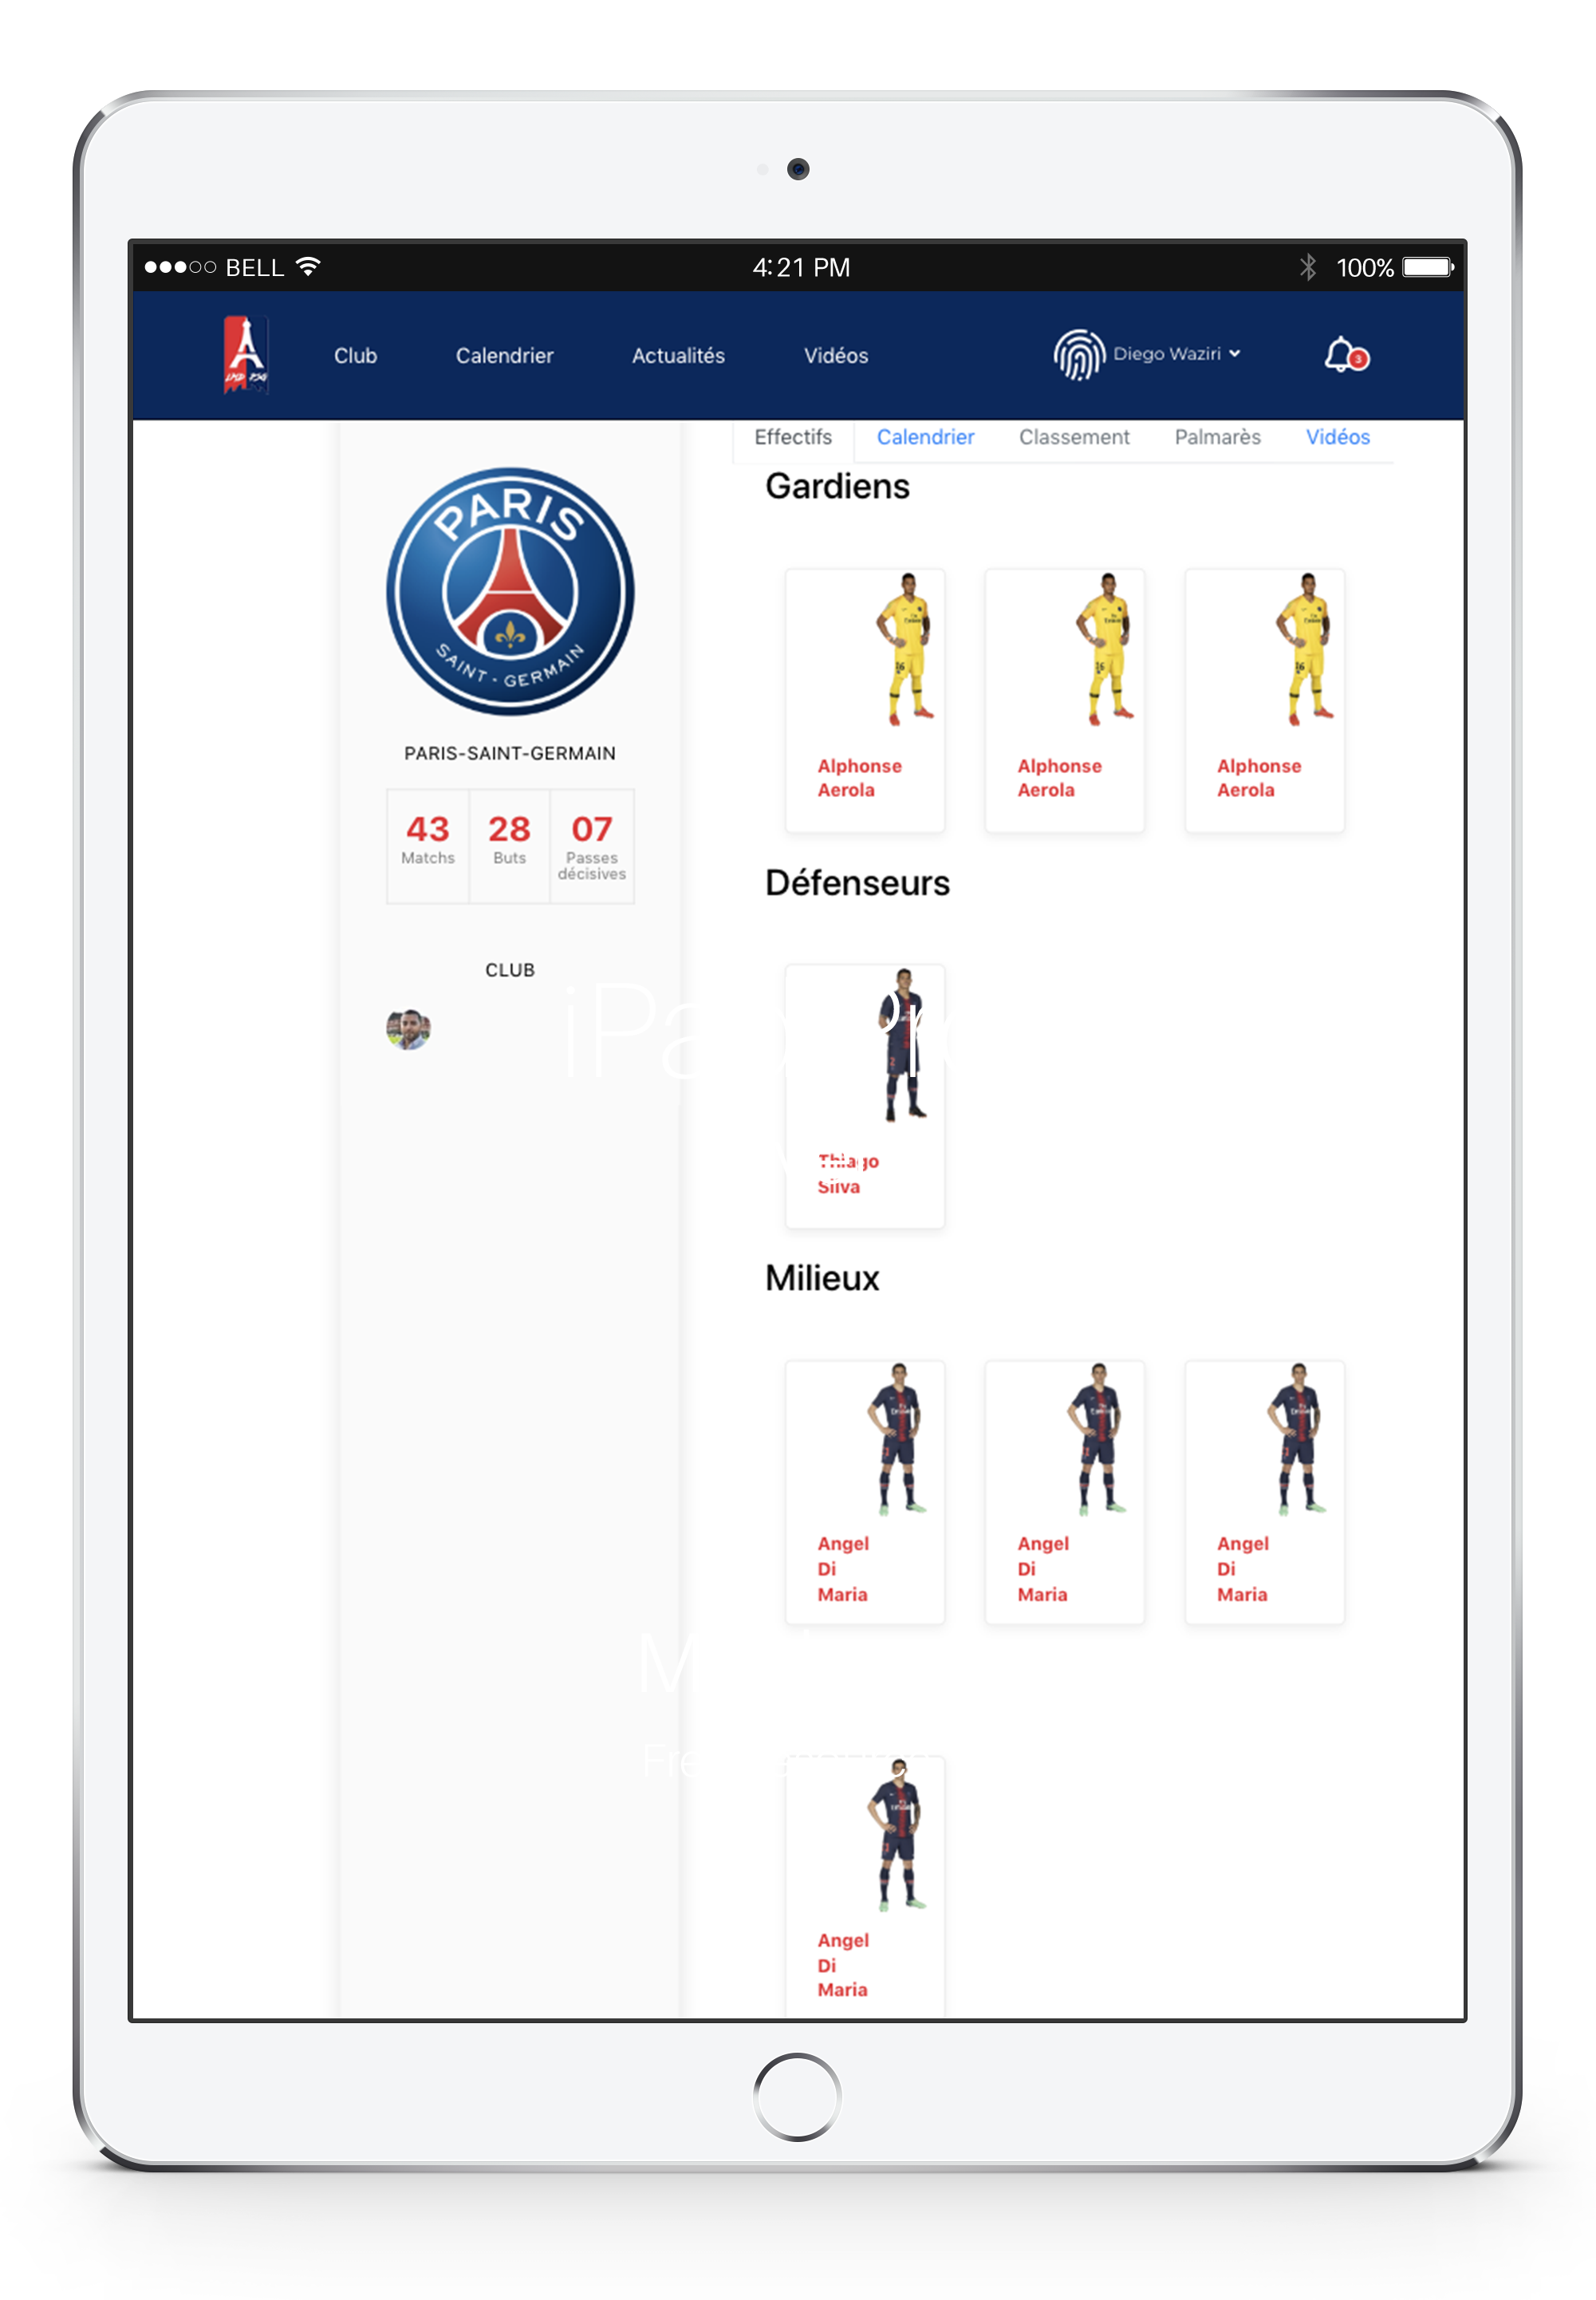 BELL 4:21 PM 100%
Club Calendrier Actualités Vidéos Diego Waziri 3
Effectifs Calendrier Classement Palmarès Vidéos
PARIS
SAINT - GERMAIN
PARIS-SAINT-GERMAIN
43 28 07
Matchs Buts Passes
décisives
CLUB
Gardiens
Alphonse Alphonse Alphonse
Aerola Aerola Aerola
Défenseurs
Thiago
Silva
Milieux
Angel Angel Angel
Di Di Di
Maria Maria Maria
Angel
Di
Maria